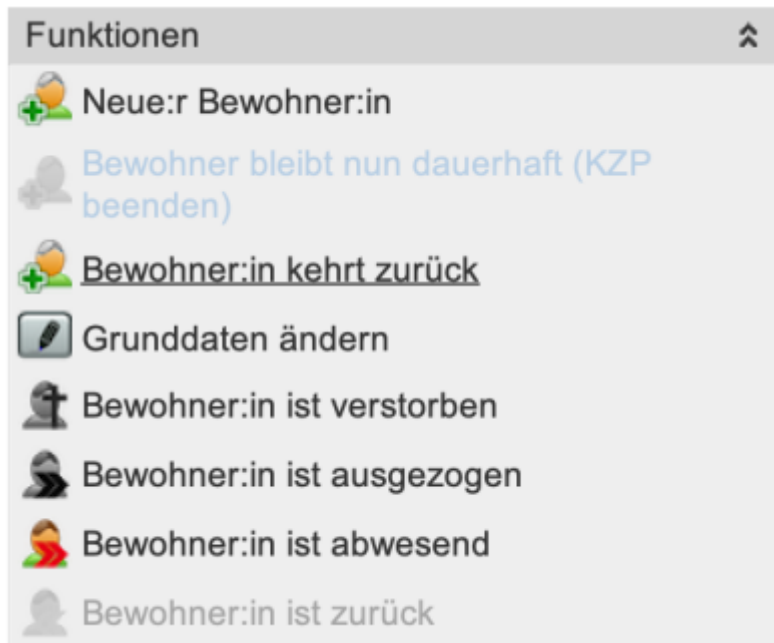 Funktionen
Neue:r Bewohner:in
Bewohner bleibt nun dauerhaft (KZP
beenden)
Bewohner:in kehrt zurück
Grunddaten ändern
Bewohner:in ist verstorben
Bewohner:in ist ausgezogen
Bewohner:in ist abwesend
Bewohner:in ist zurück